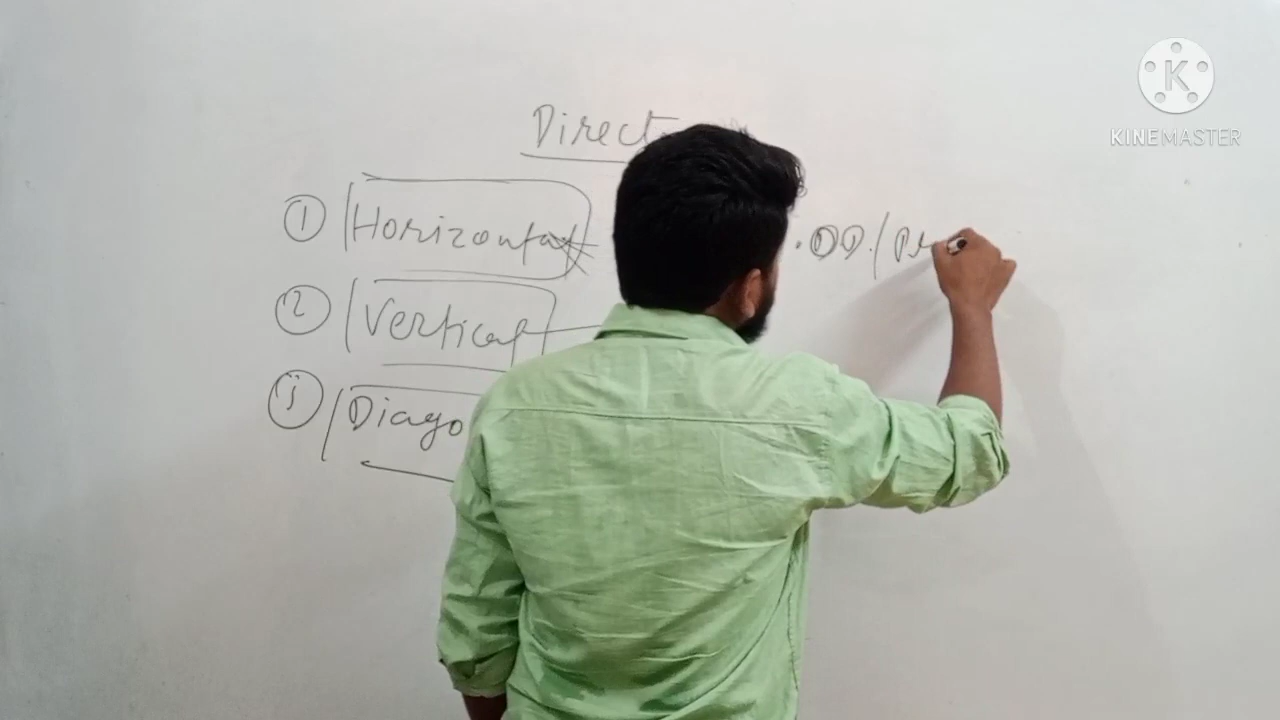 Direct
① Horizontal
② Vertical
③ Diago
K
KINEMASTER